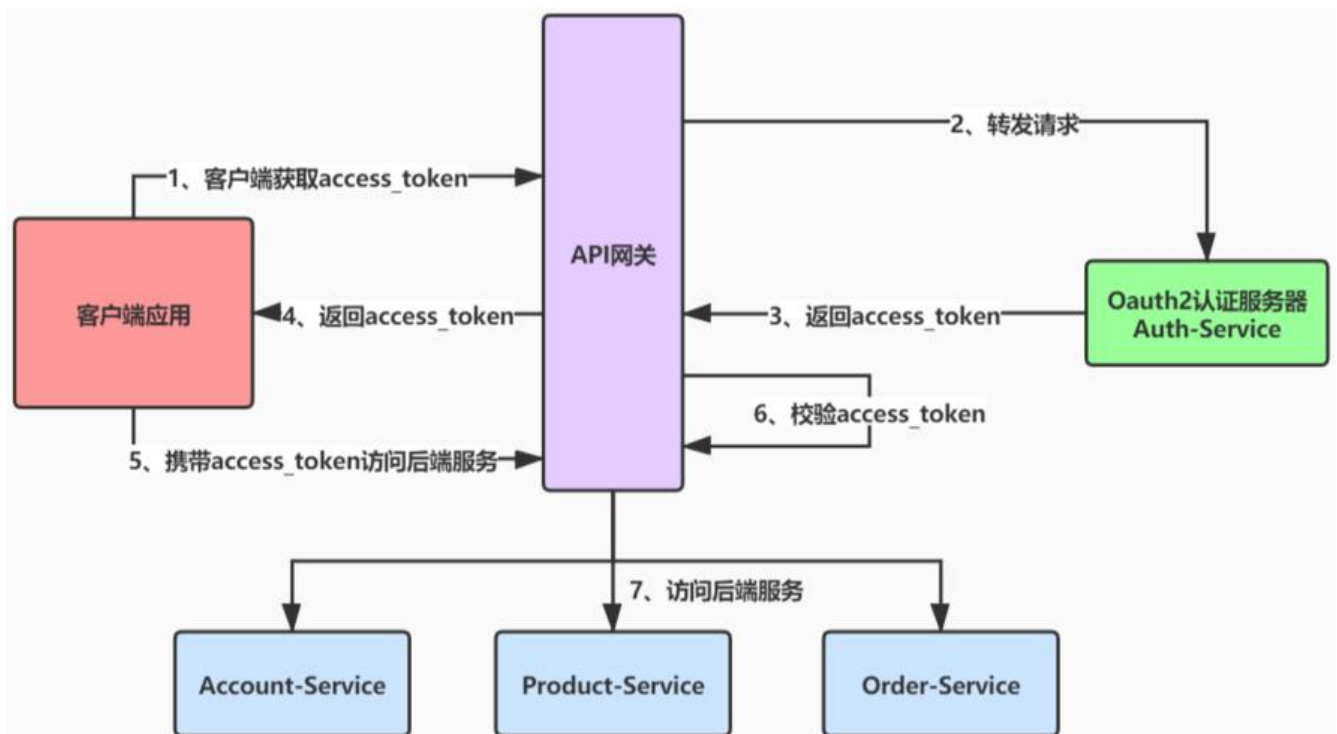 2、转发请求
1、客户端获取access_token
API网关
客户端应用
4、返回access_token
3、返回access_token
Oauth2认证服务器
Auth-Service
6、校验access_token
5、携带access_token访问后端服务
7、访问后端服务
Account-Service
Product-Service
Order-Service